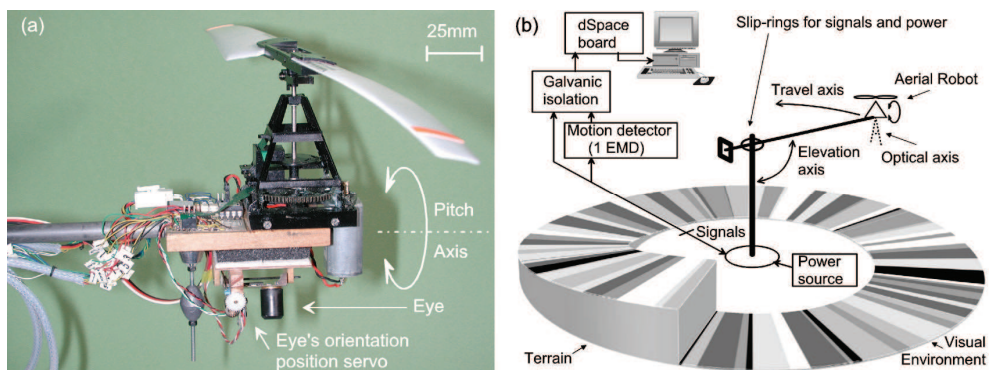 (a)
25mm
Pitch
Axis
Eye
Eye's orientation
position servo
(b)
dSpace
board
Slip-rings for signals and power
Galvanic
isolation
Travel axis
Aerial Robot
Motion detector
(1 EMD)
Elevation
axis
Optical axis
Signals
Power
source
Terrain
Visual
Environment